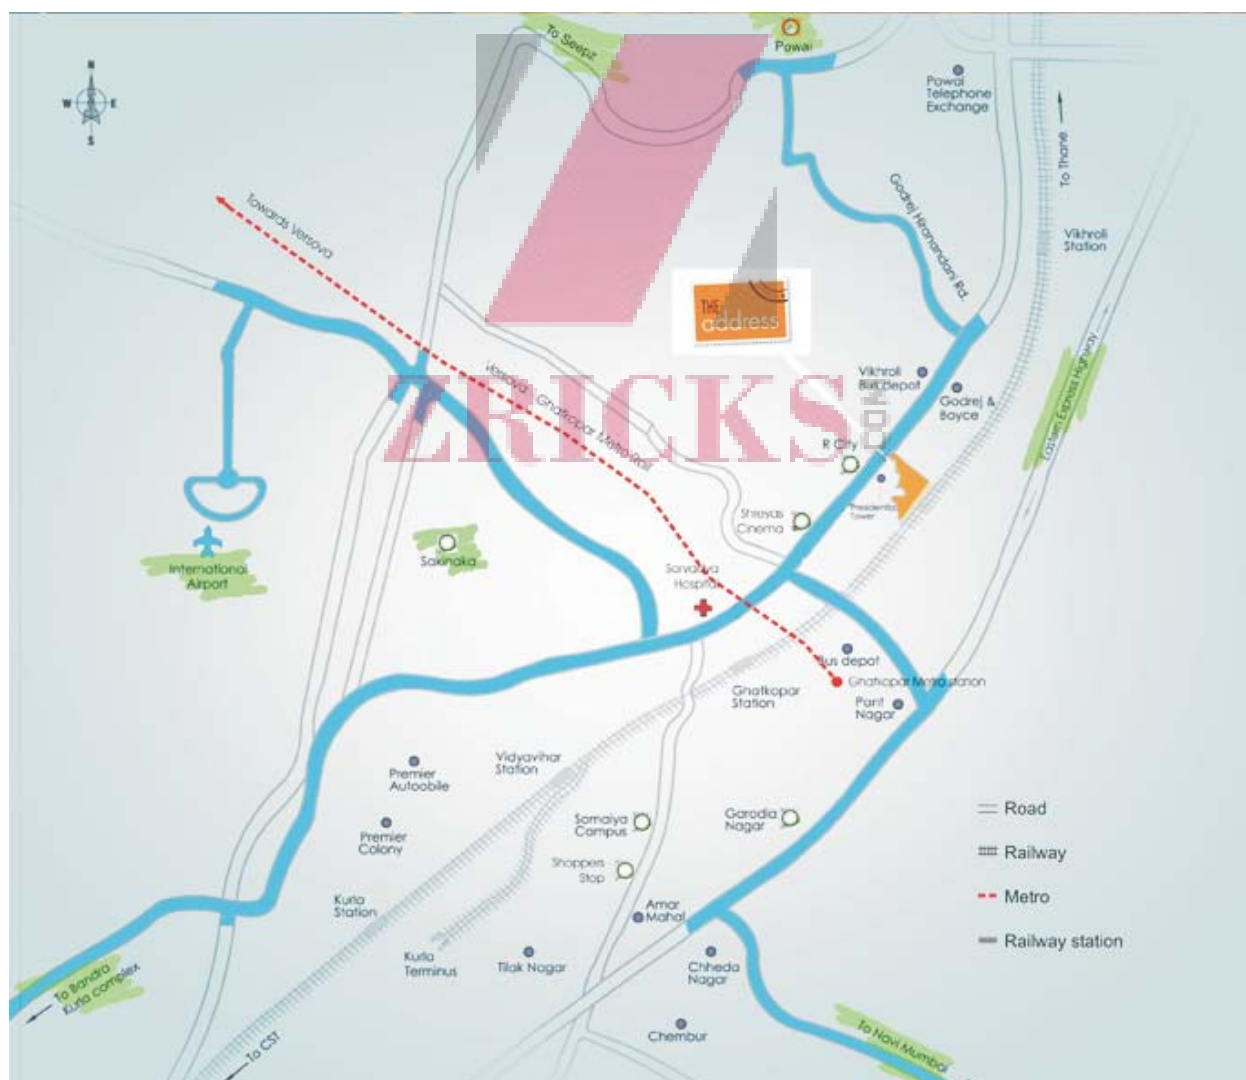 To Seepz
Powai
N
W E
S
Powai
Telephone
Exchange
To Thane
Towards Versova
Godrej Hiranandani Rd.
Vikhroli
Station
THE
address
Eastern Express Highway
Versova - Ghatkopar Metro Rail
Vikhroli
Bus depot
Godrej &
Boyce
ZRICKS
.COM
R City
Presidential
Tower
Shreyas
Cinema
Sakinaka
International
Airport
Sarvodya
Hospital
Bus depot
Ghatkopar Metro station
Ghatkopar
Station
Pant
Nagar
Vidyavihar
Station
Premier
Autoobile
Somaiya
Campus
Garodia
Nagar
Premier
Colony
Shoppers
Stop
Kurla
Station
Amar
Mahal
Kurla
Terminus
Tilak Nagar
Chheda
Nagar
To Bandra
Kurla complex
To CST
Chembur
To Navi Mumbai
Road
Railway
Metro
Railway station